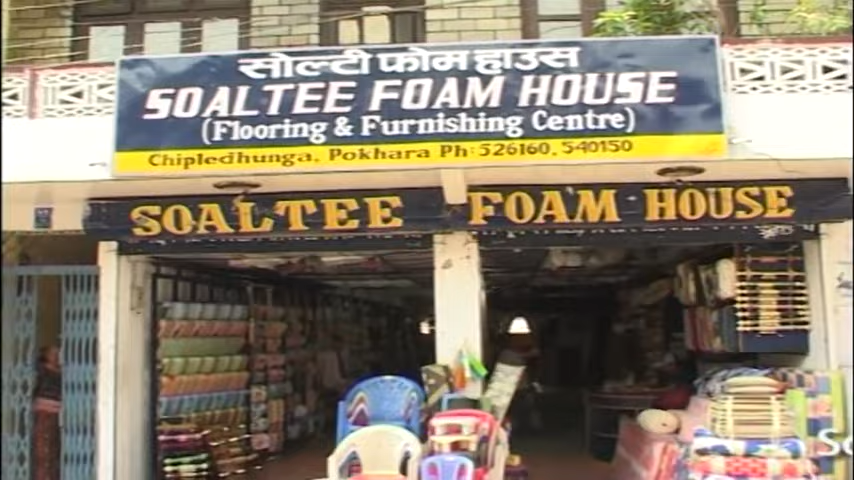 सोल्टी फोम हाउस
SOALTEE FOAM HOUSE
(Flooring & Furnishing Centre)
Chipledhunga, Pokhara Ph: 526160, 540150
SOALTEE FOAM HOUSE